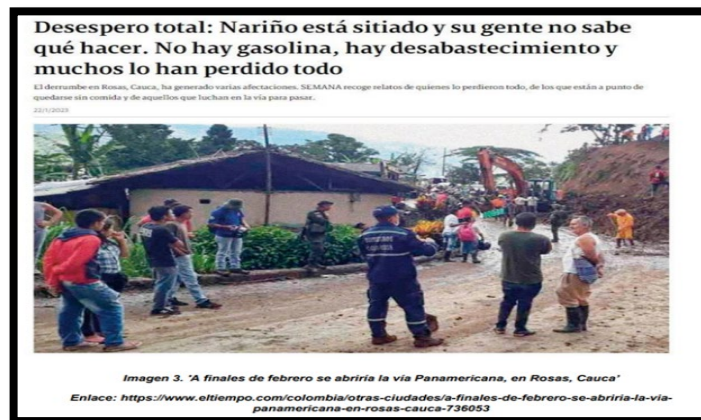 Desespero total: Nariño está sitiado y su gente no sabe
qué hacer. No hay gasolina, hay desabastecimiento y
muchos lo han perdido todo
El derrumbe en Rosas, Cauca, ha generado varias afectaciones. SEMANA recoge relatos de quienes lo perdieron todo, de los que están a punto de
quedarse sin comida y de aquellos que luchan en la vía para pasar.
22/1/2023
Imagen 3. 'A finales de febrero se abriría la vía Panamericana, en Rosas, Cauca'
Enlace: https://www.eltiempo.com/colombia/otras-ciudades/a-finales-de-febrero-se-abriria-la-via-
panamericana-en-rosas-cauca-736053